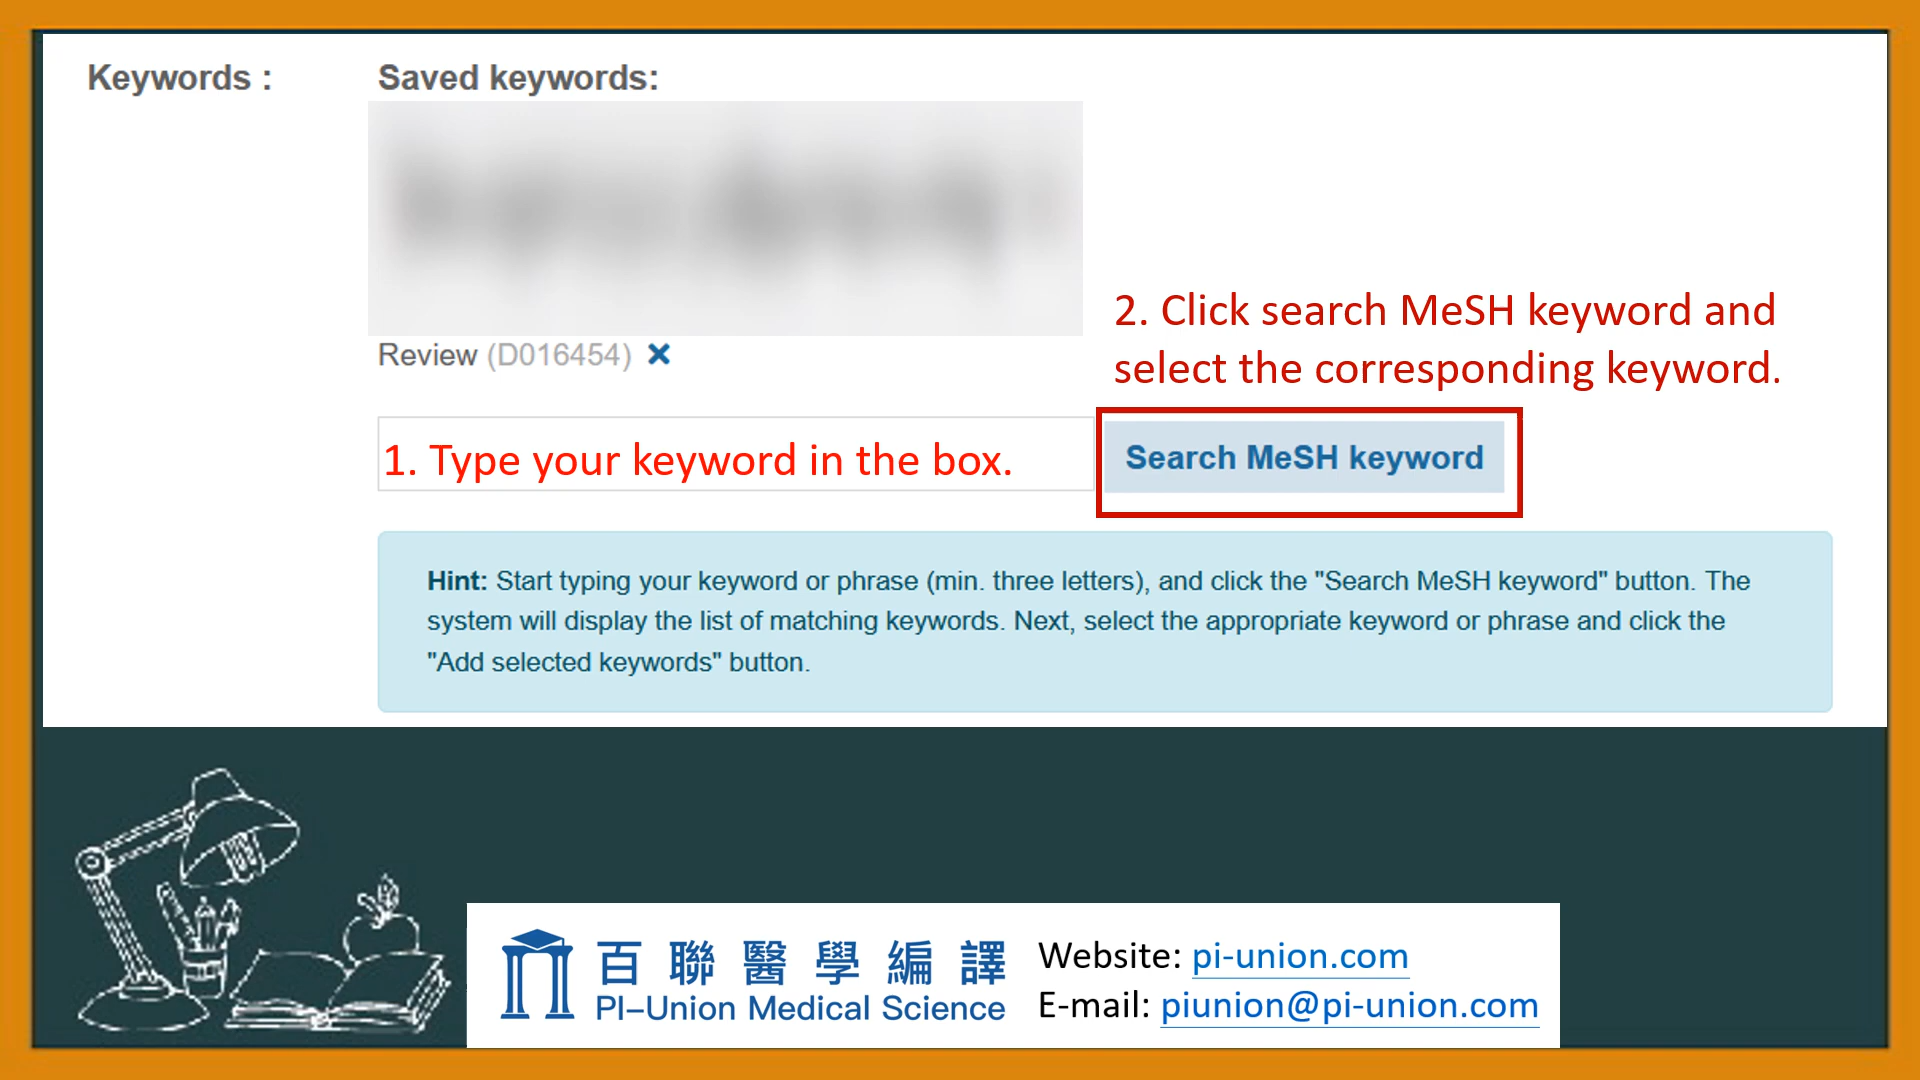 Keywords :
Saved keywords:
Review (D016454) ×
2. Click search MeSH keyword and
select the corresponding keyword.
1. Type your keyword in the box.
Search MeSH keyword
Hint: Start typing your keyword or phrase (min. three letters), and click the "Search MeSH keyword" button. The
system will display the list of matching keywords. Next, select the appropriate keyword or phrase and click the
"Add selected keywords" button.
百聯醫學編譯
PI-Union Medical Science
Website: pi-union.com
E-mail: piunion@pi-union.com